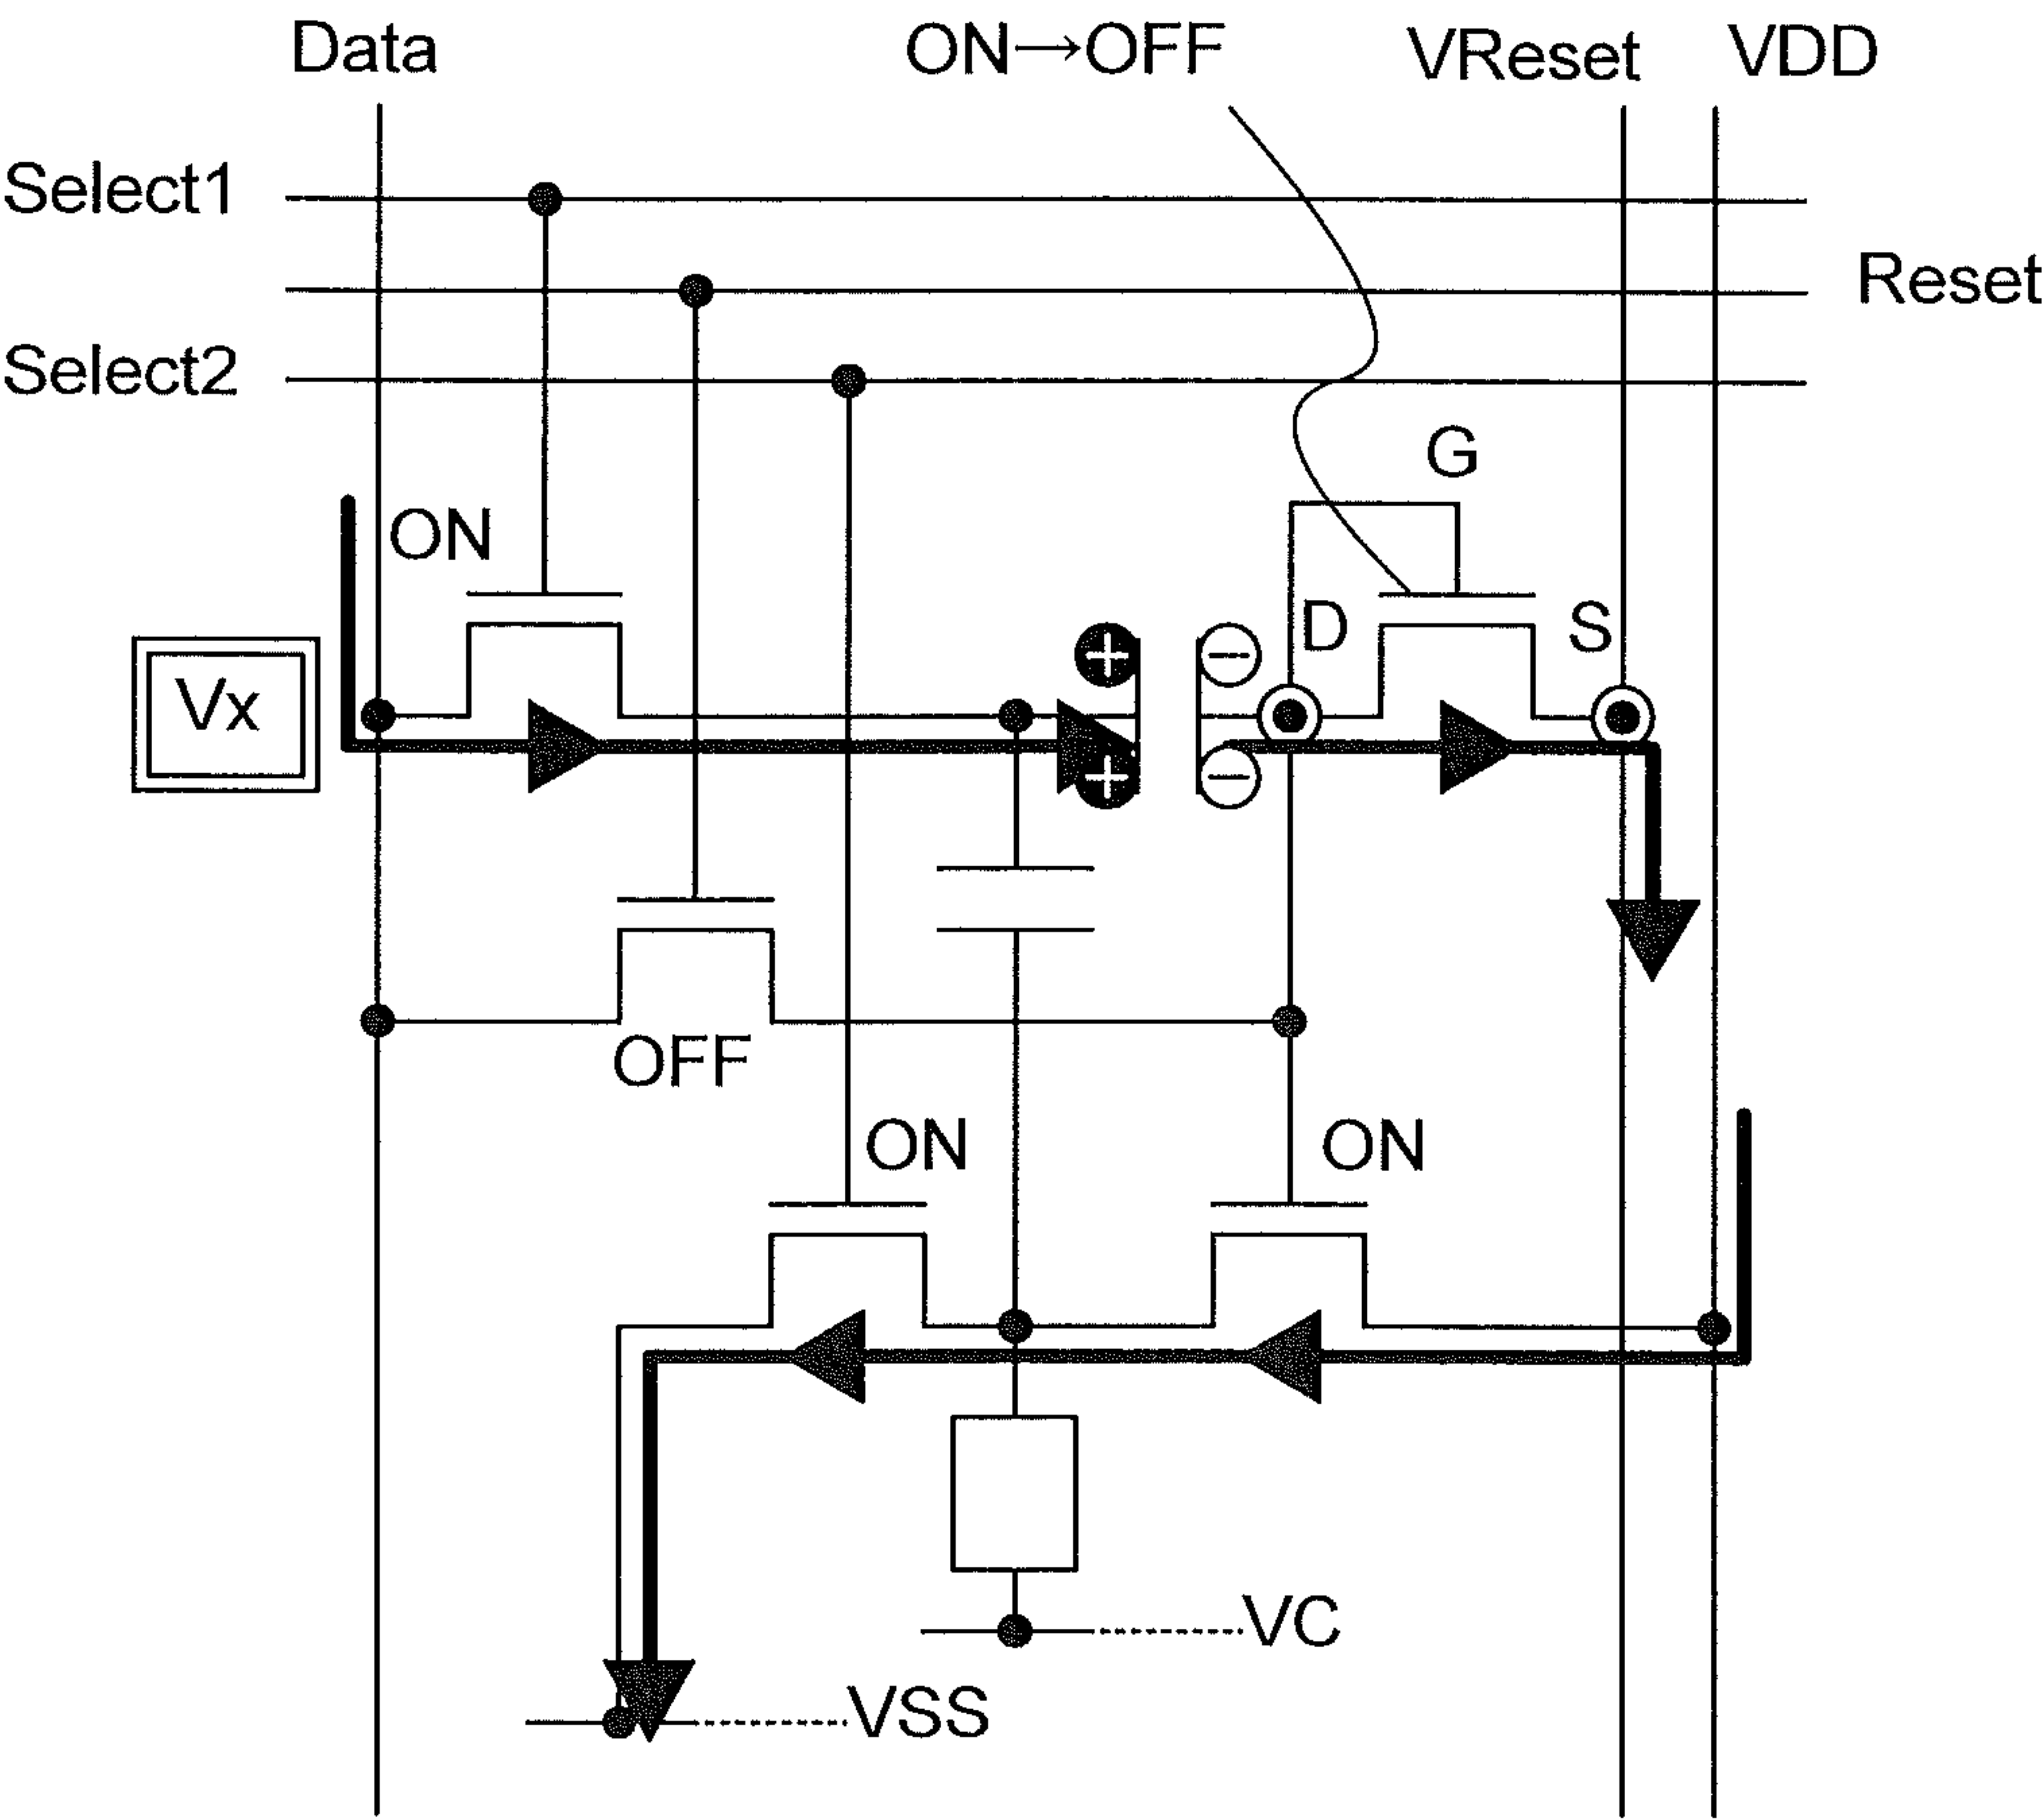 Data
ON→OFF
VReset
VDD
Select1
Reset
Select2
G
ON
D
S
Vx
+
−
+
−
OFF
ON
ON
VC
VSS